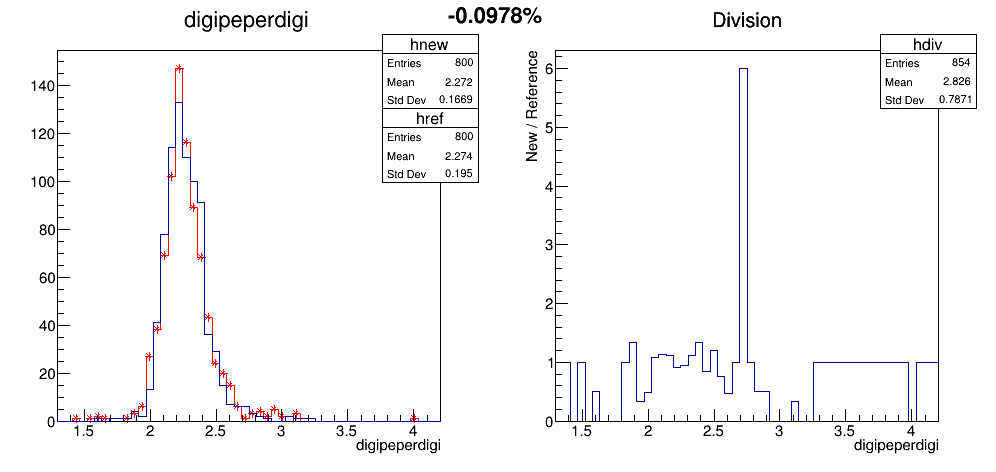 -0.0978%
digipeperdigi
hnew
Entries 800
Mean 2.272
Std Dev 0.1669
href
Entries 800
Mean 2.274
Std Dev 0.195
140
120
100
80
60
40
20
0
1.5 2 2.5 3 3.5 4
digipeperdigi
Division
hdiv
Entries 854
Mean 2.826
Std Dev 0.7871
New / Reference
6
5
4
3
2
1
0
1.5 2 2.5 3 3.5 4
digipeperdigi